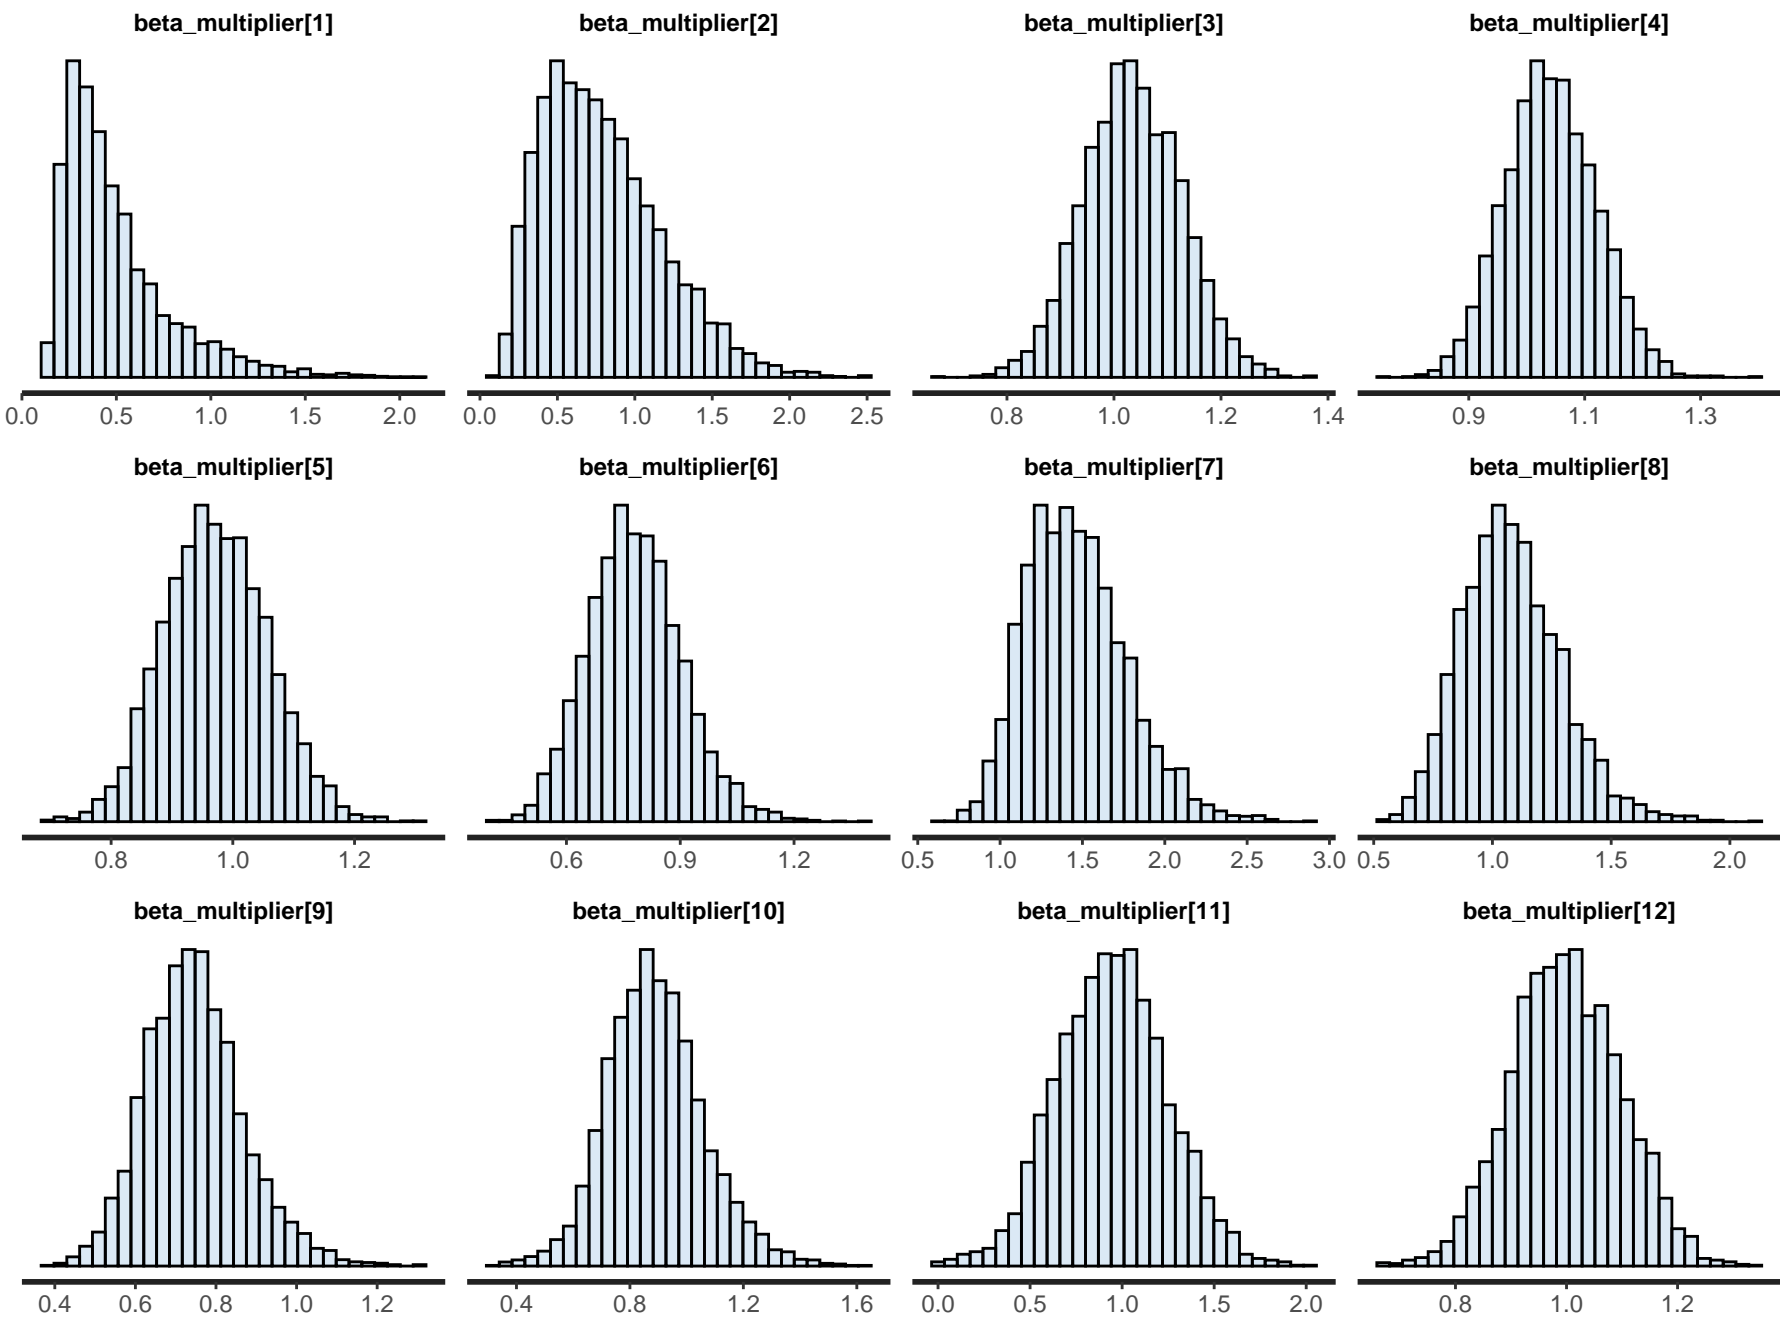 beta_multiplier[1] beta_multiplier[2] beta_multiplier[3] beta_multiplier[4]
0.0 0.5 1.0 1.5 2.0 0.0 0.5 1.0 1.5 2.0 2.5 0.8 1.0 1.2 1.4 0.9 1.1 1.3
beta_multiplier[5] beta_multiplier[6] beta_multiplier[7] beta_multiplier[8]
0.8 1.0 1.2 0.6 0.9 1.2 0.5 1.0 1.5 2.0 2.5 3.0 0.5 1.0 1.5 2.0
beta_multiplier[9] beta_multiplier[10] beta_multiplier[11] beta_multiplier[12]
0.4 0.6 0.8 1.0 1.2 0.4 0.8 1.2 1.6 0.0 0.5 1.0 1.5 2.0 0.8 1.0 1.2